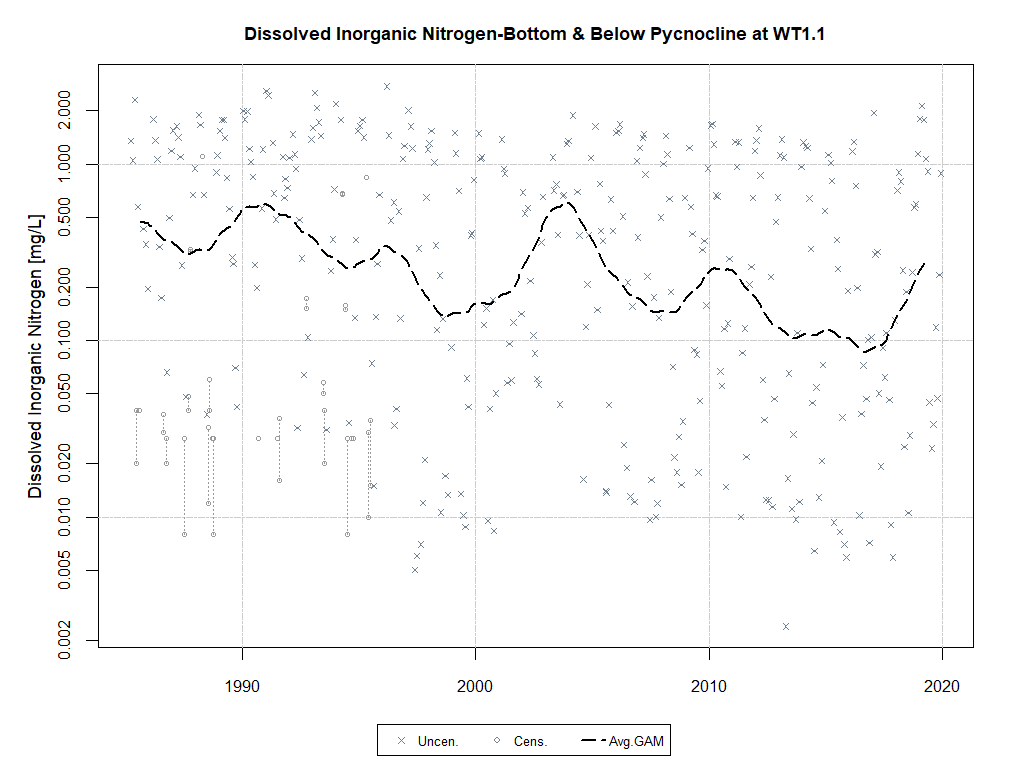 Dissolved Inorganic Nitrogen-Bottom & Below Pycnocline at WT1.1
Dissolved Inorganic Nitrogen [mg/L]
2.000
1.000
0.500
0.200
0.100
0.050
0.020
0.010
0.005
0.002
1990 2000 2010 2020
Uncen. Cens. Avg.GAM